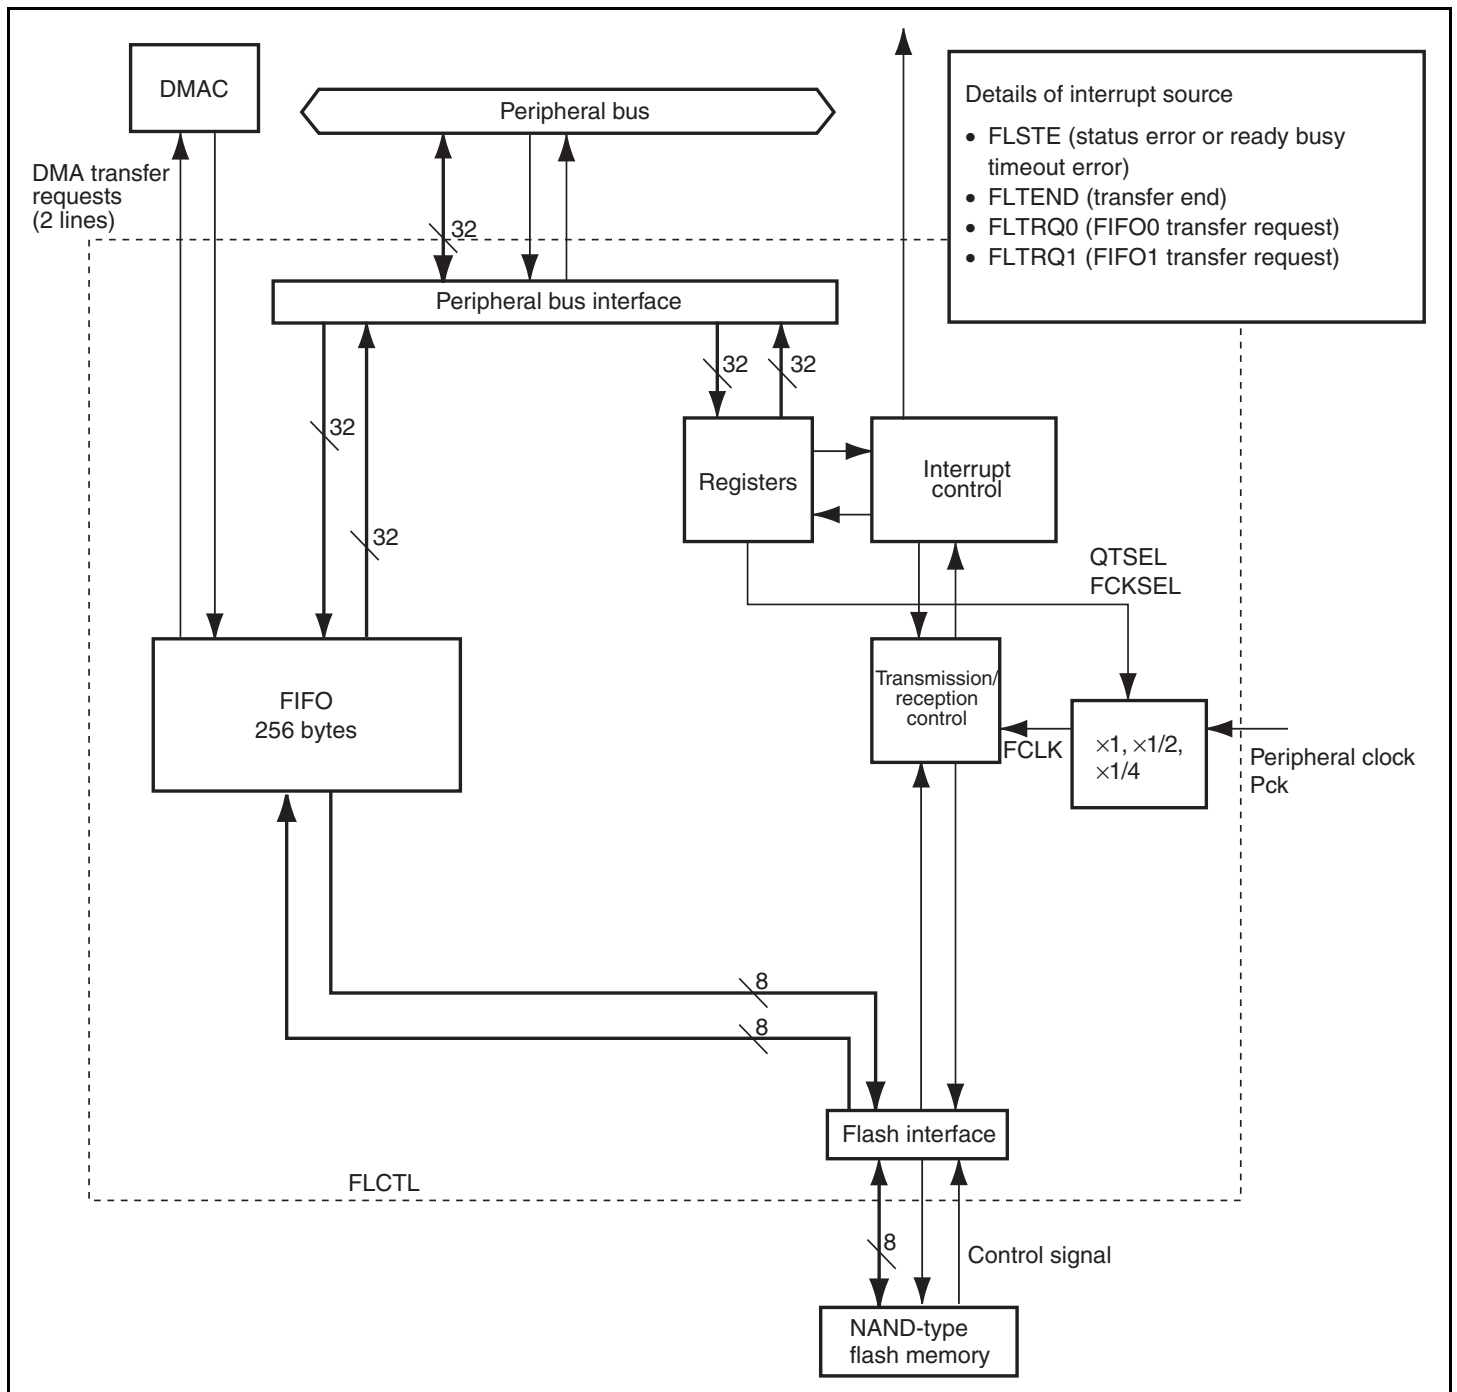 DMAC
Peripheral bus
Details of interrupt source
• FLSTE (status error or ready busy
timeout error)
• FLTEND (transfer end)
• FLTRQ0 (FIFO0 transfer request)
• FLTRQ1 (FIFO1 transfer request)
DMA transfer
requests
(2 lines)
32
Peripheral bus interface
32
32
32
32
Registers
Interrupt
control
QTSEL
FCKSEL
FIFO
256 bytes
Transmission/
reception
control
FCLK
×1, ×1/2,
×1/4
Peripheral clock
Pck
8
8
Flash interface
FLCTL
8
Control signal
NAND-type
flash memory